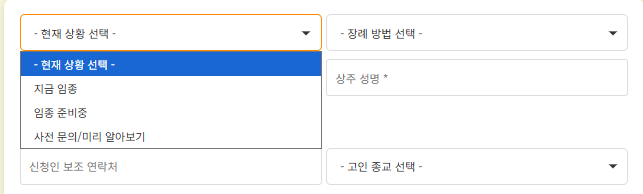 - 현재 상황 선택 -
- 장례 방법 선택 -
- 현재 상황 선택 -
지금 임종
상주 성명 *
임종 준비중
사전 문의/미리 알아보기
신청인 보조 연락처
- 고인 종교 선택 -